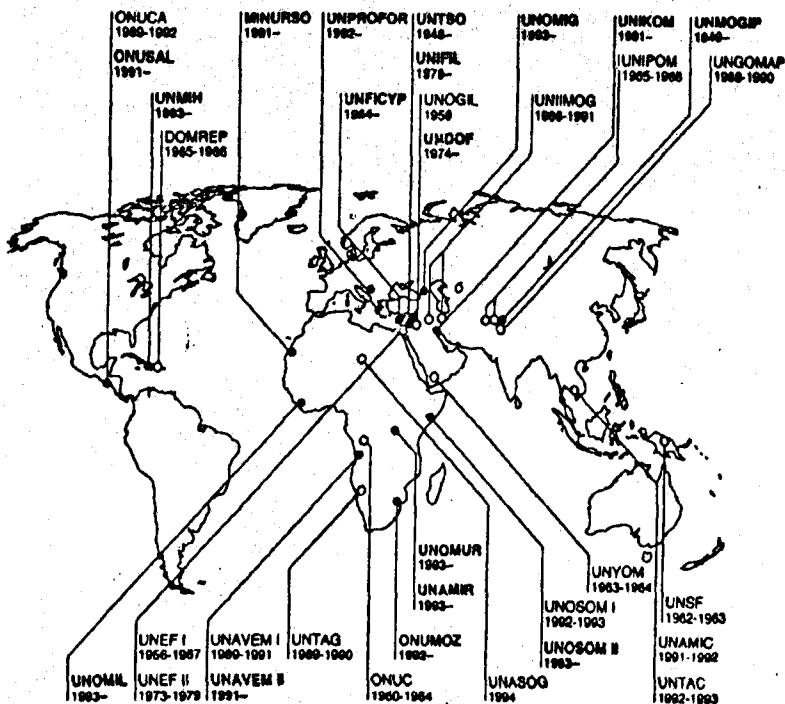 ONUCA
1989-1992
ONUSAL
1991-
UNMIH
1993-
DOMREP
1965-1966
MINURSO
1991-
UNPROFOR
1992-
UNFICYP
1964-
UNTSO
1948-
UNIFIL
1978-
UNOGIL
1958
UNDOF
1974-
UNOMIG
1993-
UNIIMOG
1988-1991
UNIKOM
1991-
UNIPOM
1965-1966
UNMOGIP
1949-
UNGOMAP
1988-1990
UNOMIL
1993-
UNEF I
1956-1967
UNEF II
1973-1979
UNAVEM I
1989-1991
UNAVEM II
1991-
UNTAG
1989-1990
ONUC
1960-1964
ONUMOZ
1992-
UNOMUR
1993-
UNAMIR
1993-
UNASOG
1994
UNOSOM I
1992-1993
UNOSOM II
1993-
UNYOM
1963-1964
UNSF
1962-1963
UNAMIC
1991-1992
UNTAC
1992-1993